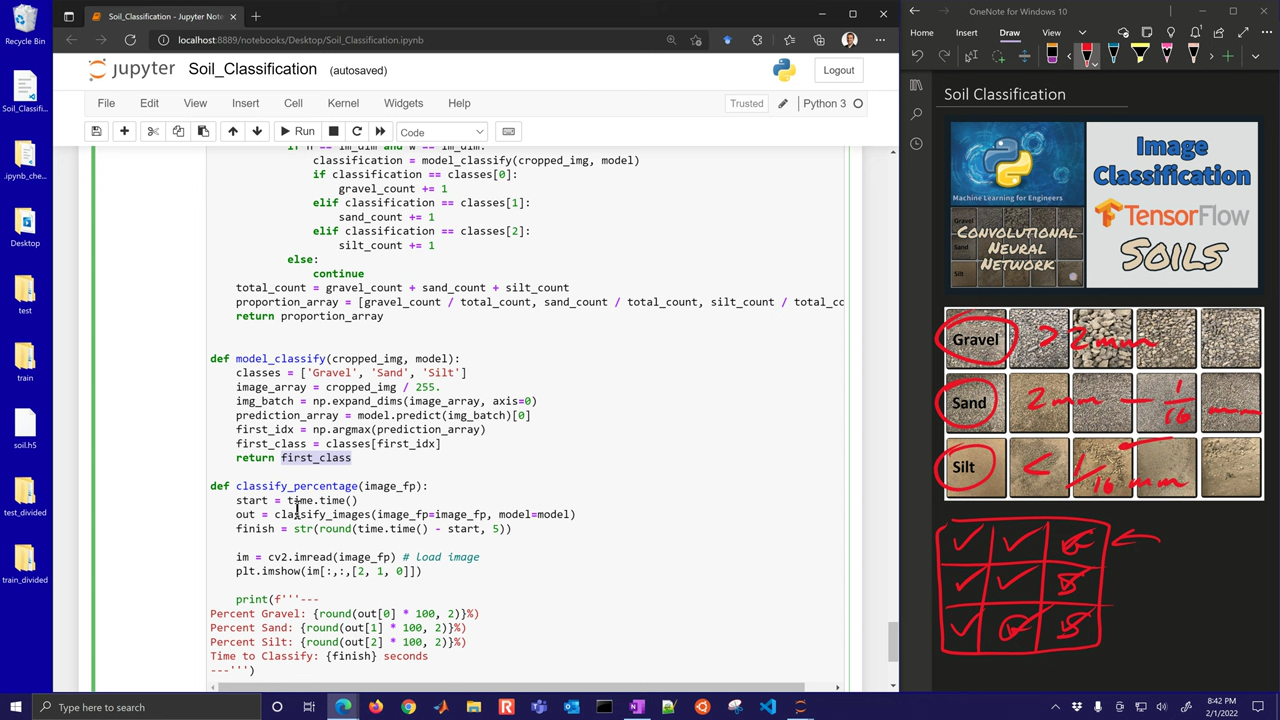 Soil_Classification - Jupyter Not
localhost:8889/notebooks/Desktop/Soil_Classification.ipynb
jupyter Soil_Classification (autosaved)
Logout
File Edit View Insert Cell Kernel Widgets Help
Trusted
Python 3
Run
Code
classification = model_classify(cropped_img, model)
if classification == classes[0]:
gravel_count += 1
elif classification == classes[1]:
sand_count += 1
elif classification == classes[2]:
silt_count += 1
else:
continue
total_count = gravel_count + sand_count + silt_count
proportion_array = [gravel_count / total_count, sand_count / total_count, silt_count / total_co
return proportion_array
def model_classify(cropped_img, model):
classes = ['Gravel', 'Sand', 'Silt']
image_array = cropped_img / 255.
img_batch = np.expand_dims(image_array, axis=0)
prediction_array = model.predict(img_batch)[0]
first_idx = np.argmax(prediction_array)
first_class = classes[first_idx]
return first_class
def classify_percentage(image_fp):
start = time.time()
out = classify_images(image_fp=image_fp, model=model)
finish = str(round(time.time() - start, 5))
im = cv2.imread(image_fp) # load image
plt.imshow(im[:,:,[2, 1, 0]])
print(f'''---
Percent Gravel: {round(out[0] * 100, 2)}%)
Percent Sand: {round(out[1] * 100, 2)}%)
Percent Silt: {round(out[2] * 100, 2)}%)
Time to Classify: {finish} seconds
---''')
Recycle Bin
Soil_Classifi...
.ipynb_che...
Desktop
test
train
soil.h5
test_divided
train_divided
OneNote for Windows 10
Home Insert Draw View
Soil Classification
Machine Learning for Engineers
Gravel
Sand
Silt
Convolutional
Neural
Network
Image
Classification
TensorFlow
Soils
Gravel > 2mm
Sand 2mm – 1/16 mm
Silt < 1/16 mm
Type here to search
8:42 PM
2/1/2022